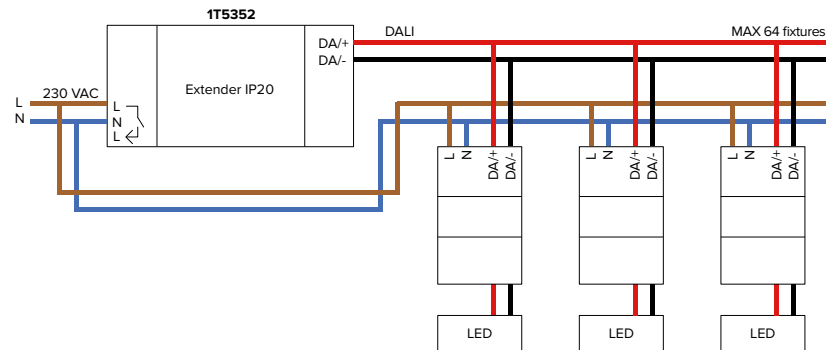 1T5352
DA/+
DALI
MAX 64 fixtures
DA/-
Extender IP20
230 VAC
L
L
N
N
L
L
N
DA/+
DA/-
L
N
DA/+
DA/-
L
N
DA/+
DA/-
LED
LED
LED